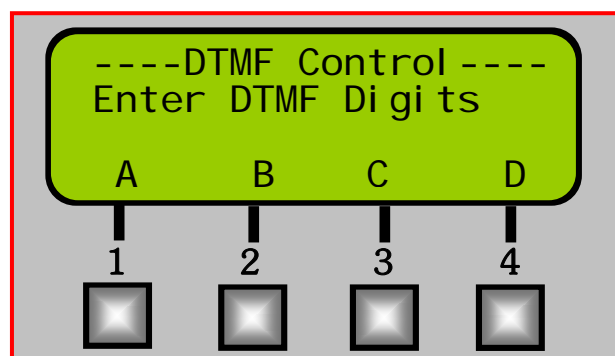 ----DTMF Control----
Enter DTMF Digits
A B C D
1 2 3 4